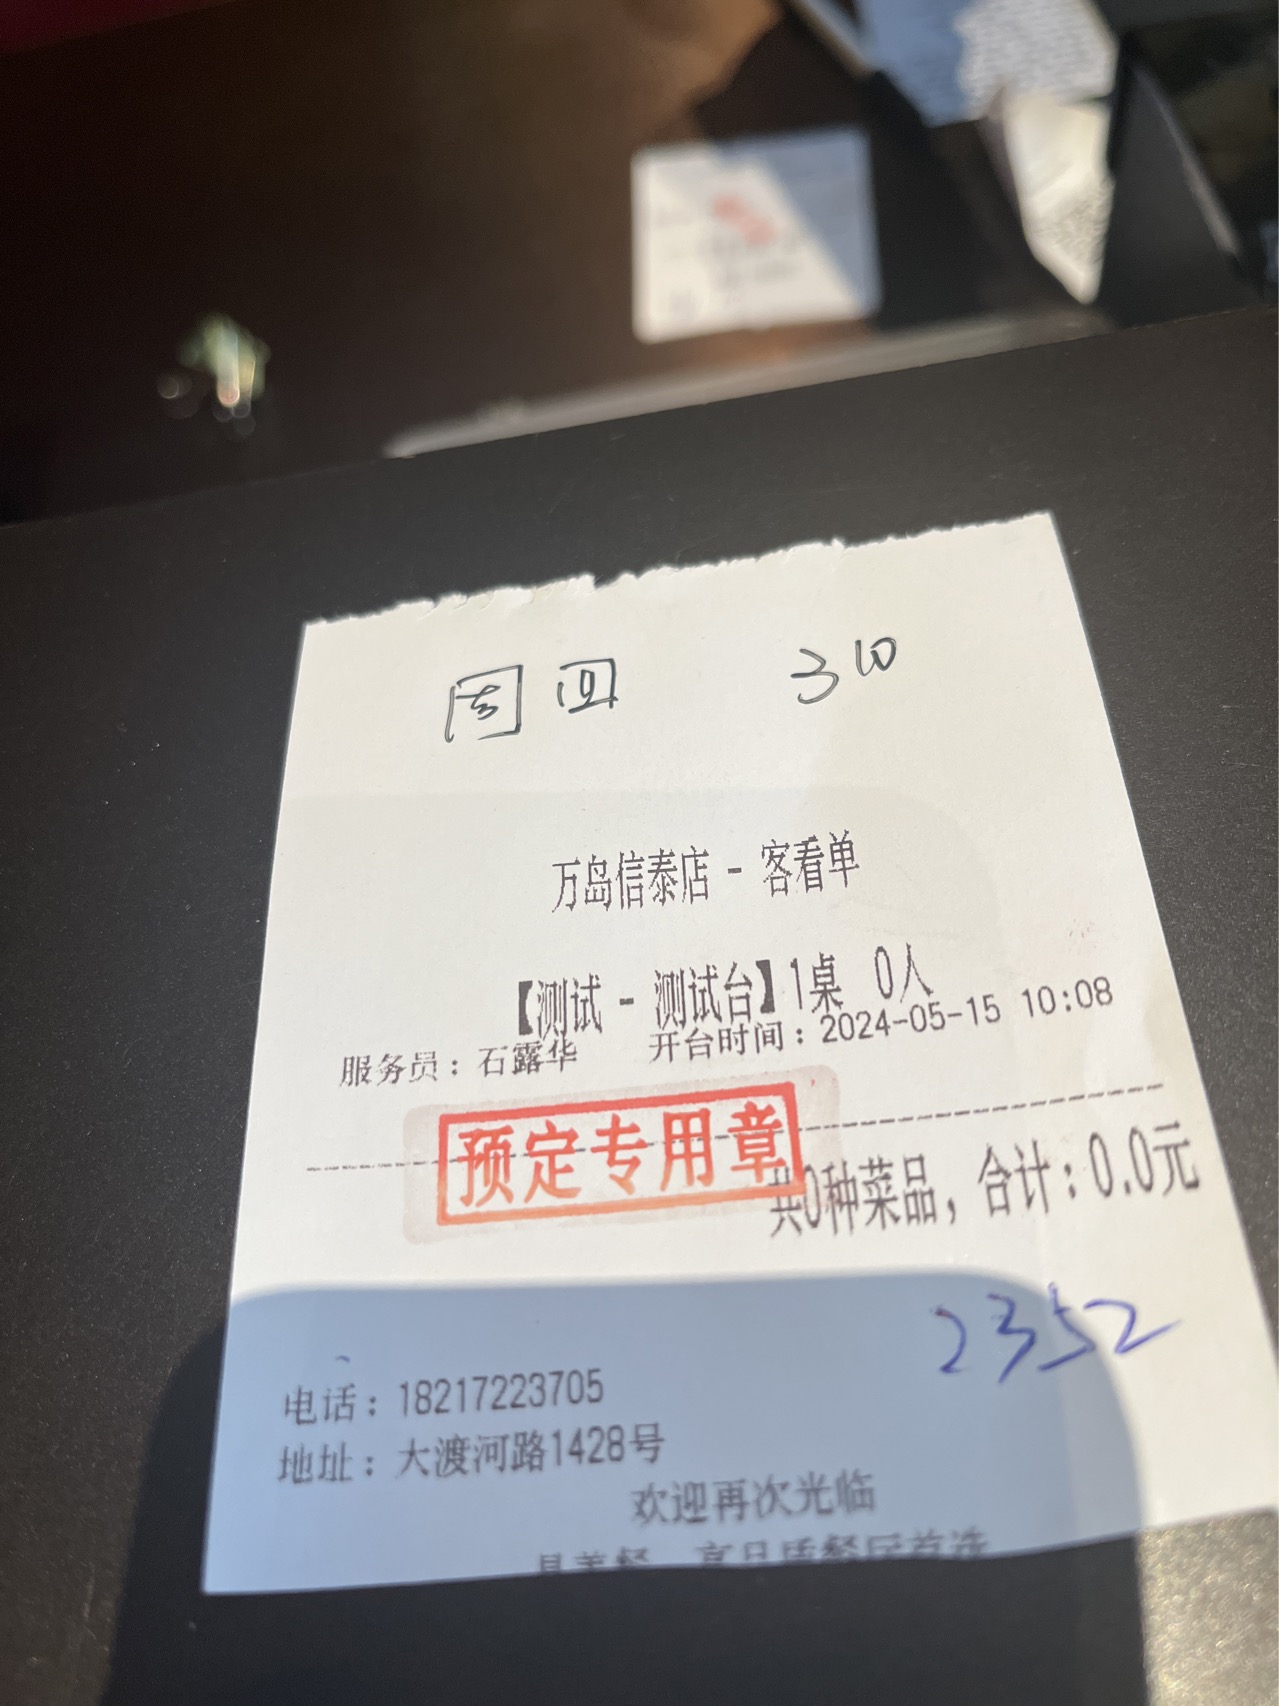 周四 310
万岛信泰店 - 客看单
【测试 - 测试台】1桌 0人
服务员：石露华 开台时间：2024-05-15 10:08
预定专用章
共0种菜品，合计：0.0元
2352
电话：18217223705
地址：大渡河路1428号
欢迎再次光临